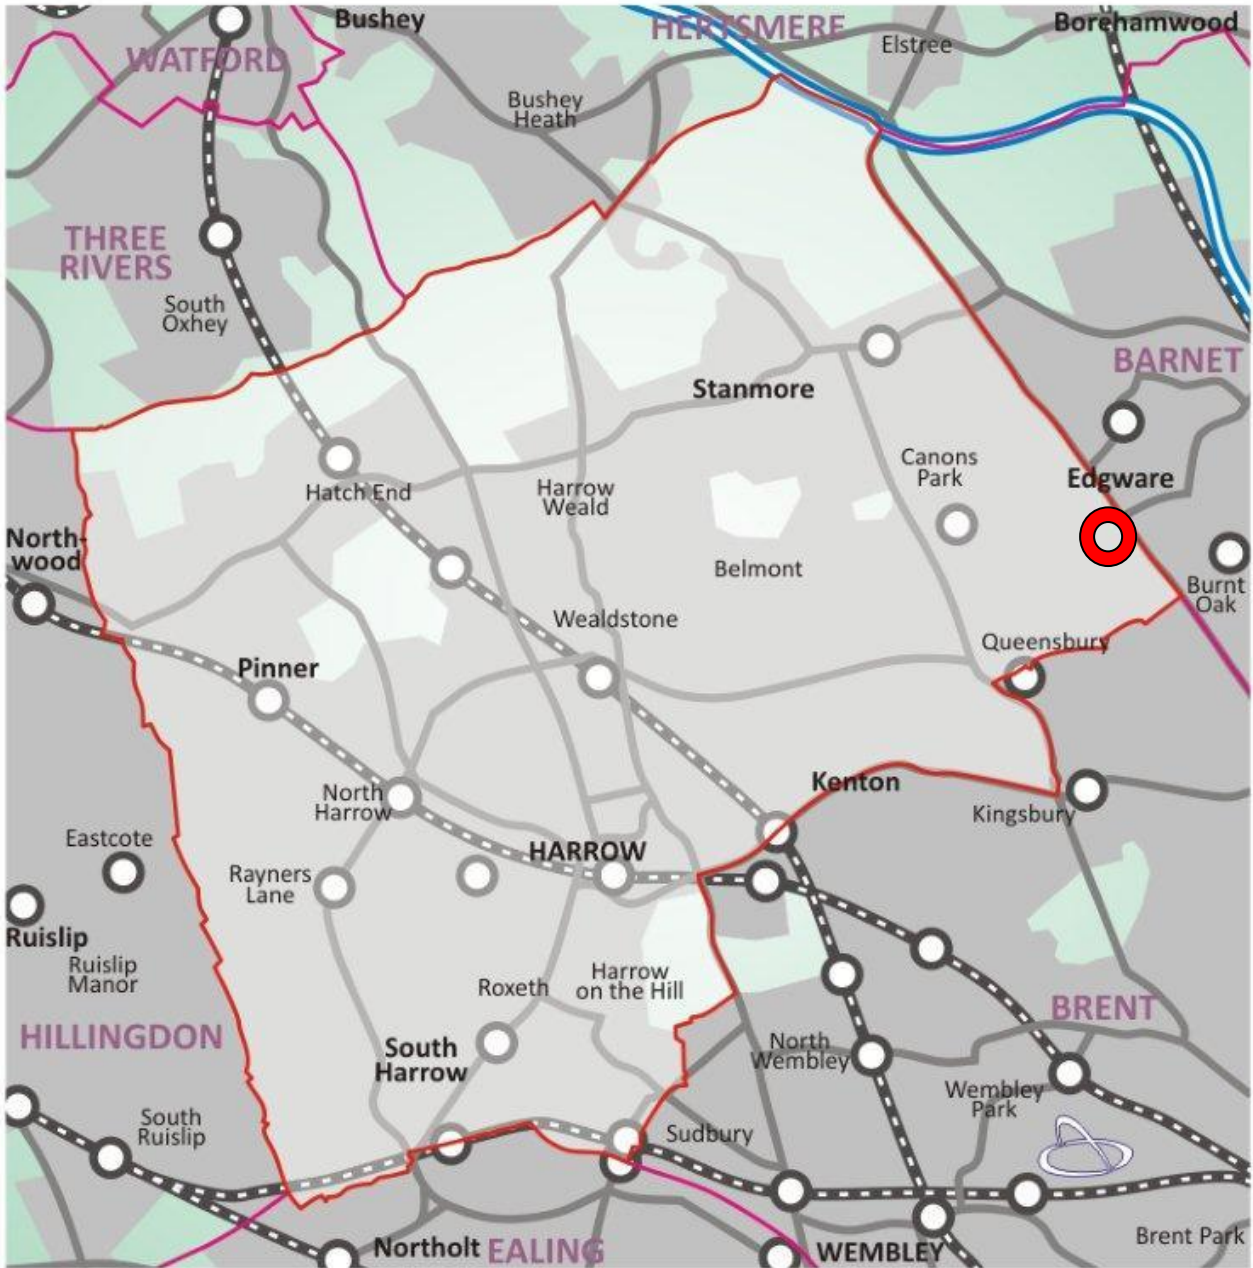 Bushey
HERTSMERE
Borehamwood
Elstree
WATFORD
Bushey
Heath
THREE
RIVERS
South
Oxhey
BARNET
Stanmore
Canons
Park
Edgware
Hatch End
Harrow
Weald
North-
wood
Belmont
Burnt
Oak
Wealdstone
Queensbury
Pinner
Kenton
North
Harrow
Kingsbury
Eastcote
HARROW
Rayners
Lane
Ruislip
Ruislip
Manor
Roxeth
Harrow
on the Hill
HILLINGDON
BRENT
South
Harrow
North
Wembley
Wembley
Park
South
Ruislip
Sudbury
Northolt
EALING
WEMBLEY
Brent Park